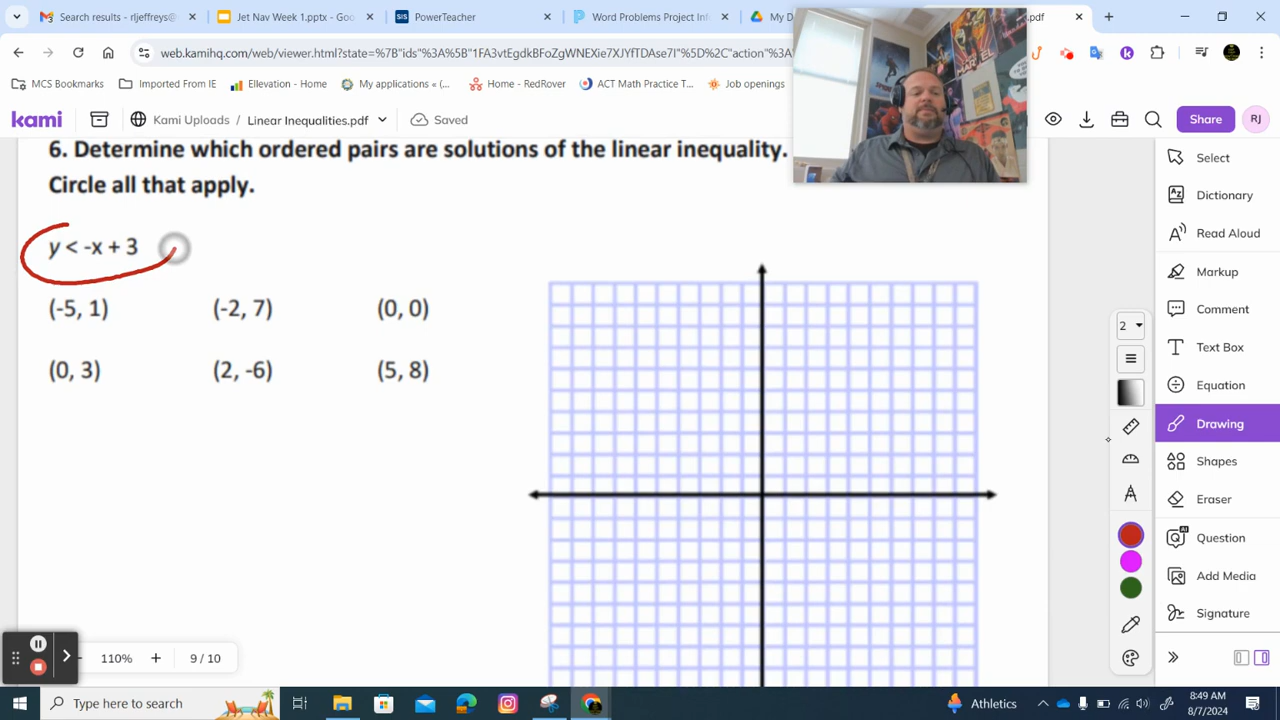 Search results - rljeffreys@
Jet Nav Week 1.pptx - Goo
SIS
PowerTeacher
Word Problems Project Inf
My D
.pdf
web.kamihq.com/web/viewer.html?state=%7B"ids"%3A%5B"1FA3vtEgdkBFoZgWNEXie7XJYfTDAse7I"%5D%2C"action"%3A
MCS Bookmarks
Imported From IE
Ellevation - Home
My applications «(...
Home - RedRover
ACT Math Practice T...
Job openings
kami
Kami Uploads / Linear Inequalities.pdf
Saved
Share
RJ
6. Determine which ordered pairs are solutions of the linear inequality.
Circle all that apply.
y < -x + 3
(-5, 1) (-2, 7) (0, 0)
(0, 3) (2, -6) (5, 8)
Select
Dictionary
Read Aloud
Markup
Comment
Text Box
Equation
Drawing
Shapes
Eraser
Question
Add Media
Signature
2
- 110% + 9 / 10
Type here to search
Athletics
8:49 AM
8/7/2024